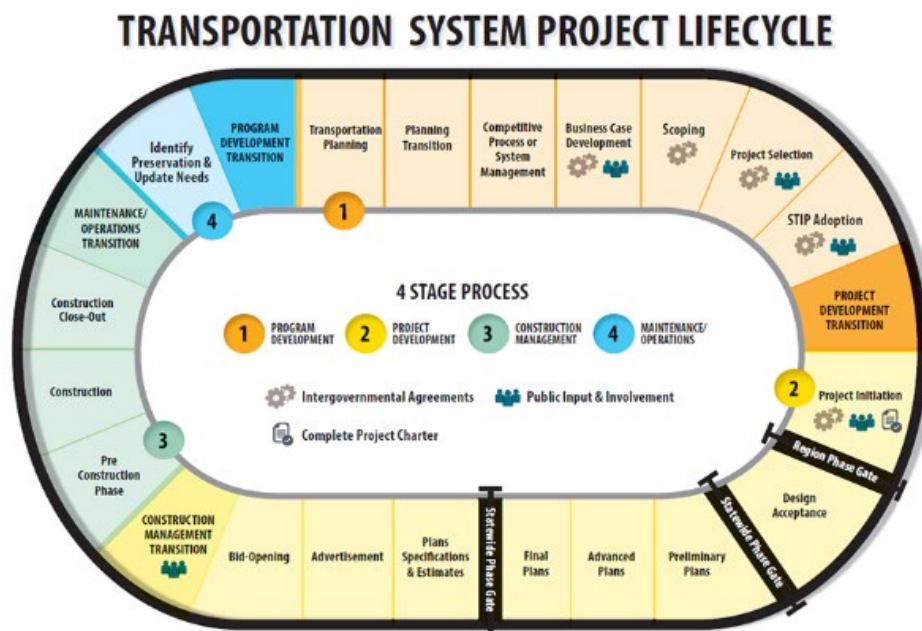 TRANSPORTATION SYSTEM PROJECT LIFECYCLE
Identify
Preservation &
Update Needs
PROGRAM
DEVELOPMENT
TRANSITION
Transportation
Planning
Planning
Transition
Competitive
Process or
System
Management
Business Case
Development
Scoping
Project Selection
STIP Adoption
PROJECT
DEVELOPMENT
TRANSITION
MAINTENANCE/
OPERATIONS
TRANSITION
4
1
Construction
Close-Out
4 STAGE PROCESS
1 PROGRAM
DEVELOPMENT
2 PROJECT
DEVELOPMENT
3 CONSTRUCTION
MANAGEMENT
4 MAINTENANCE/
OPERATIONS
Intergovernmental Agreements
Public Input & Involvement
Complete Project Charter
2
Project Initiation
Region Phase Gate
Design
Acceptance
Statewide Phase Gate
Preliminary
Plans
Advanced
Plans
Final
Plans
Statewide Phase Gate
Plans
Specifications
& Estimates
Advertisement
Bid-Opening
CONSTRUCTION
MANAGEMENT
TRANSITION
3
Pre
Construction
Phase
Construction